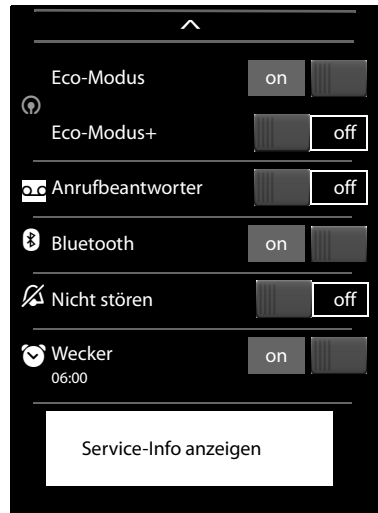 Eco-Modus on
Eco-Modus+ off
Anrufbeantworter off
Bluetooth on
Nicht stören off
Wecker on
06:00
Service-Info anzeigen